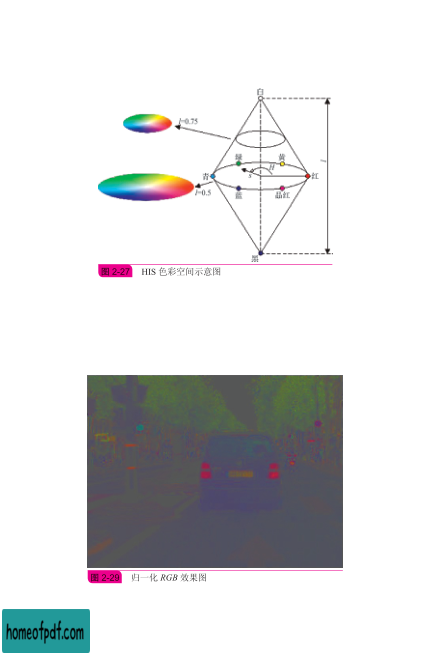 白
I=0.75
绿
黄
H
I
青
S
红
I=0.5
蓝
品红
黑
图 2-27 HIS 色彩空间示意图
图 2-29 归一化 RGB 效果图
homeofpdf.com